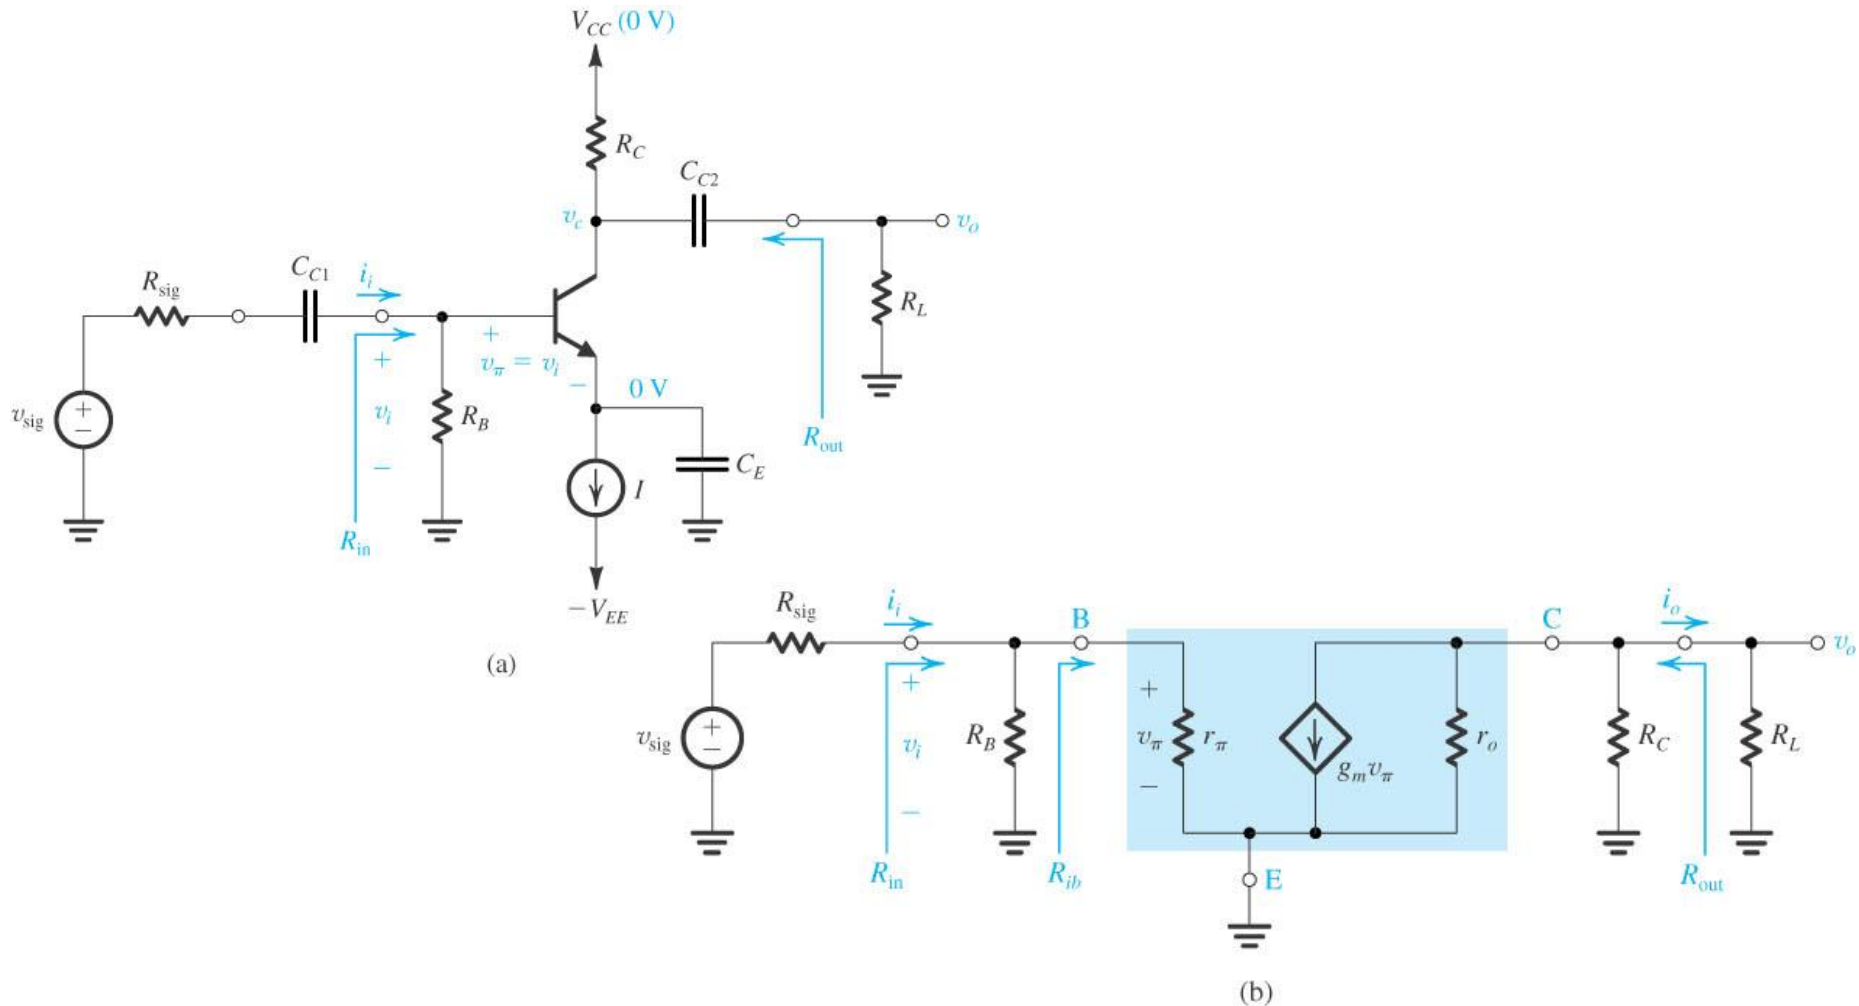 V_CC (0 V)
R_C
C_C2
v_c
v_o
C_C1
i_i
R_sig
R_L
+
v_π = v_i
−
0 V
+
v_sig
+
−
v_i
R_B
R_out
−
I
C_E
R_in
−V_EE
(a)
R_sig
i_i
B
C
i_o
v_o
+
+
v_sig
+
−
v_i
R_B
v_π
r_π
r_o
R_C
R_L
g_m v_π
−
−
R_in
R_ib
E
R_out
(b)